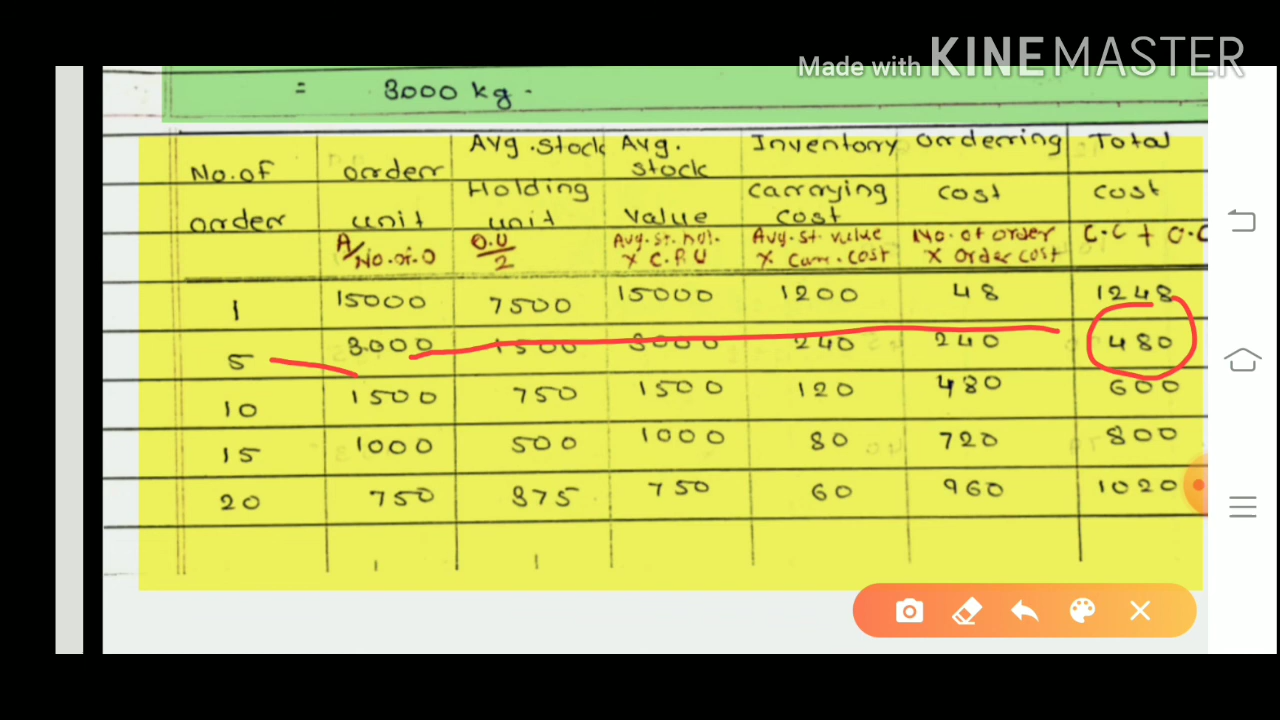 Made with KINEMASTER
= 3000 kg.
No. of order | order unit | Avg. stock Holding unit | Avg. stock value | Inventory carrying cost | ordering cost | Total cost
A/No. of. O | O.U/2 | Avg. st. hol. X C.P.U | Avg. st. value X Carr. cost | No. of order X order cost | C.C + O.C
1 | 15000 | 7500 | 15000 | 1200 | 48 | 1248
5 | 3000 | 1500 | 3000 | 240 | 240 | 480
10 | 1500 | 750 | 1500 | 120 | 480 | 600
15 | 1000 | 500 | 1000 | 80 | 720 | 800
20 | 750 | 375 | 750 | 60 | 960 | 1020